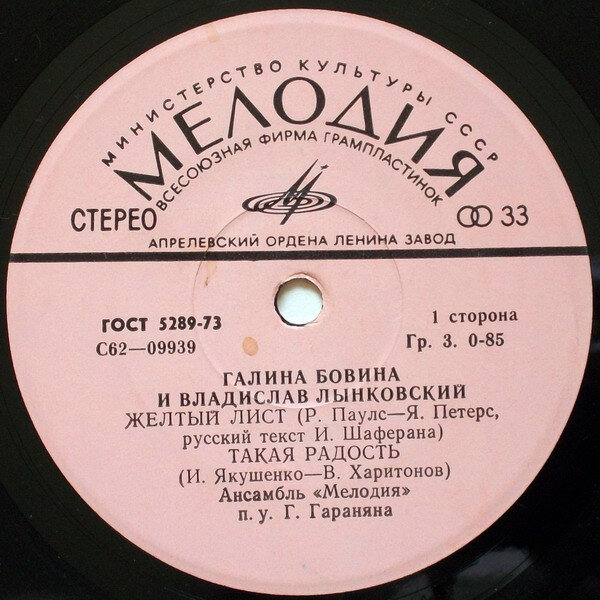 МИНИСТЕРСТВО КУЛЬТУРЫ СССР
МЕЛОДИЯ
ВСЕСОЮЗНАЯ ФИРМА ГРАМПЛАСТИНОК
СТЕРЕО
33
АПРЕЛЕВСКИЙ ОРДЕНА ЛЕНИНА ЗАВОД
ГОСТ 5289-73
1 сторона
С62—09939
Гр. 3. 0-85
ГАЛИНА БОВИНА
И ВЛАДИСЛАВ ЛЫНКОВСКИЙ
ЖЕЛТЫЙ ЛИСТ (Р. Паулс—Я. Петерс,
русский текст И. Шаферана)
ТАКАЯ РАДОСТЬ
(И. Якушенко—В. Харитонов)
Ансамбль «Мелодия»
п. у. Г. Гараняна